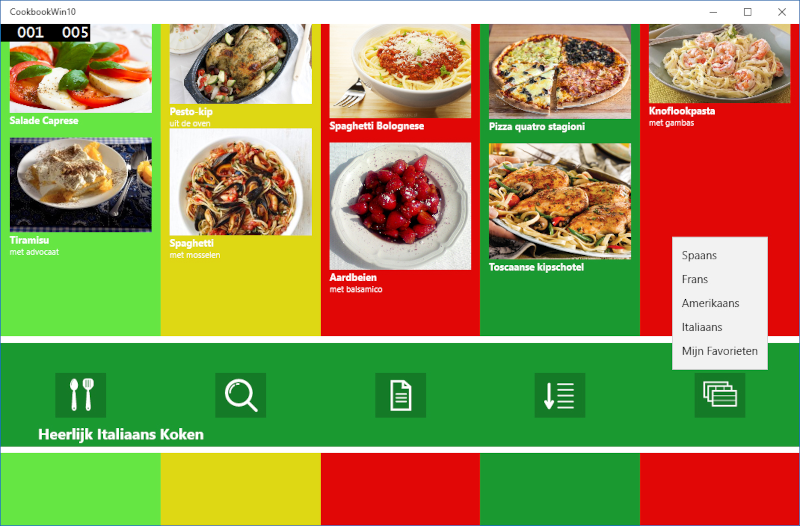 CookbookWin10
001 005
Salade Caprese
Pesto-kip
uit de oven
Spaghetti Bolognese
Pizza quatro stagioni
Knoflookpasta
met gambas
Tiramisu
met advocaat
Spaghetti
met mosselen
Aardbeien
met balsamico
Toscaanse kipschotel
Spaans
Frans
Amerikaans
Italiaans
Mijn Favorieten
Heerlijk Italiaans Koken